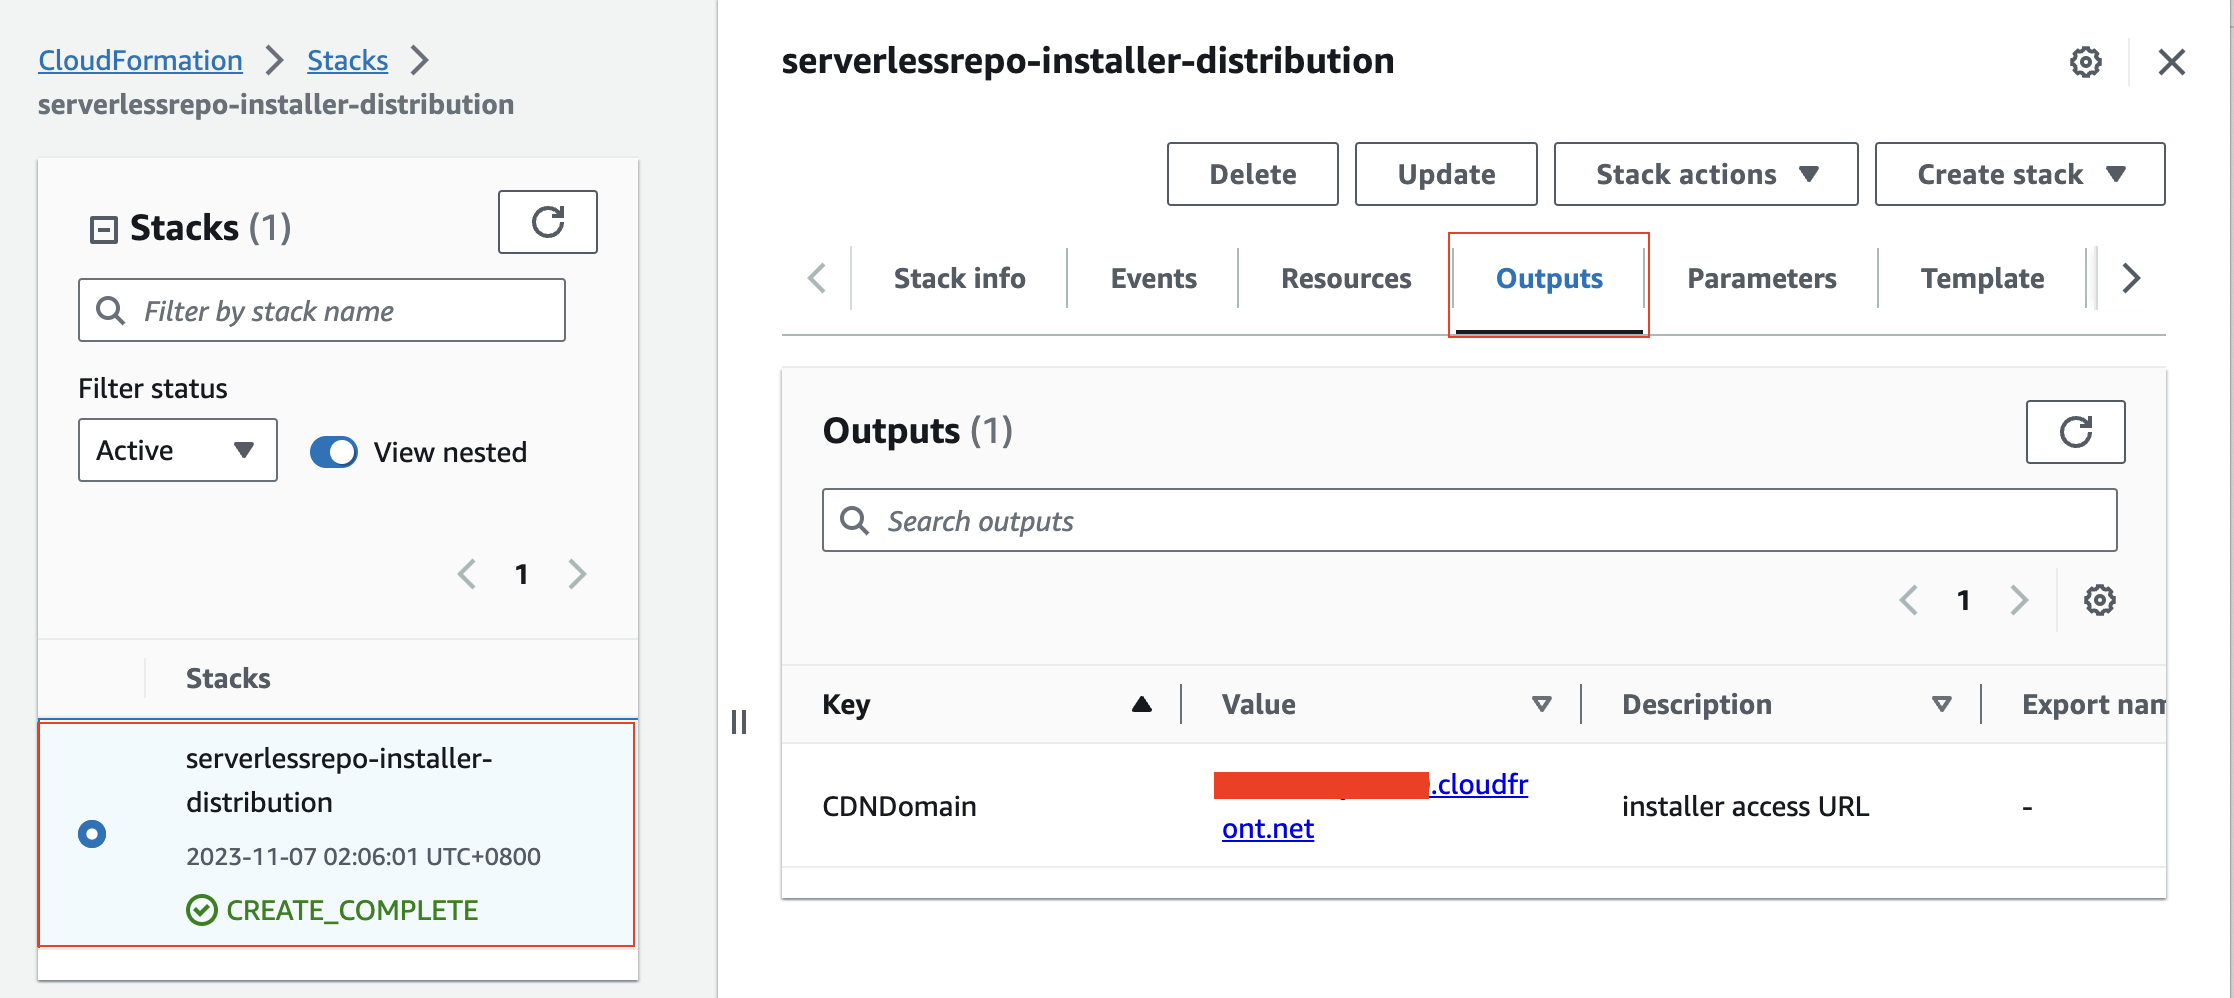 CloudFormation
Stacks
serverlessrepo-installer-distribution
Stacks (1)
Filter by stack name
Filter status
Active
View nested
1
Stacks
serverlessrepo-installer-
distribution
2023-11-07 02:06:01 UTC+0800
CREATE_COMPLETE
serverlessrepo-installer-distribution
Delete
Update
Stack actions
Create stack
Stack info
Events
Resources
Outputs
Parameters
Template
Outputs (1)
Search outputs
1
Key
Value
Description
Export nam
CDNDomain
.cloudfr
ont.net
installer access URL
-